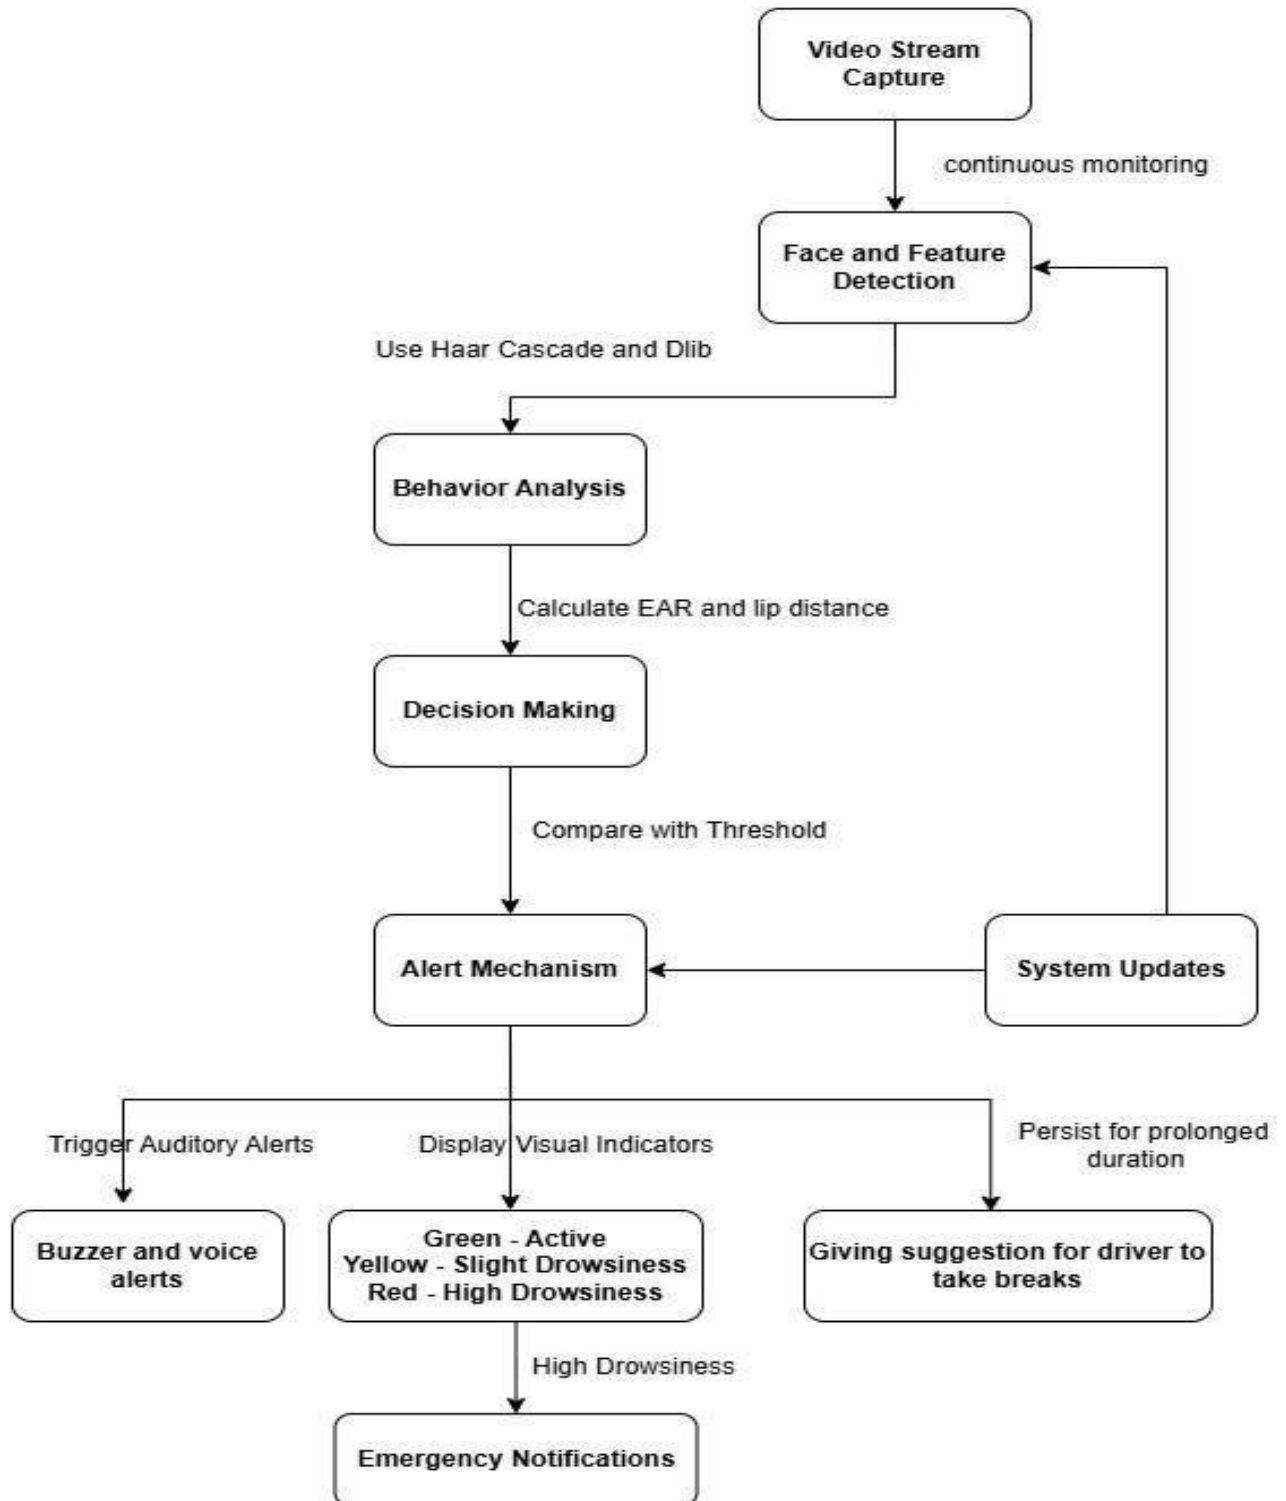 Video Stream
Capture
continuous monitoring
Face and Feature
Detection
Use Haar Cascade and Dlib
Behavior Analysis
Calculate EAR and lip distance
Decision Making
Compare with Threshold
Alert Mechanism
System Updates
Trigger Auditory Alerts
Display Visual Indicators
Persist for prolonged
duration
Buzzer and voice
alerts
Green - Active
Yellow - Slight Drowsiness
Red - High Drowsiness
Giving suggestion for driver to
take breaks
High Drowsiness
Emergency Notifications